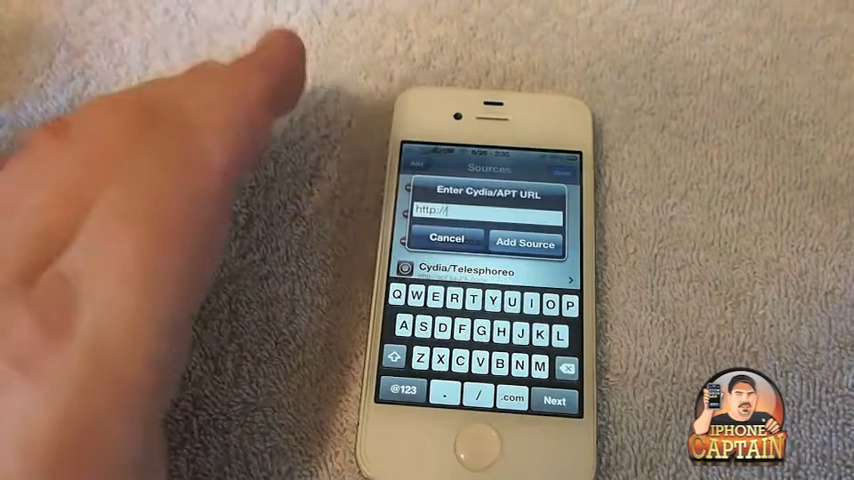 Sources
Enter Cydia/APT URL
http://
Cancel Add Source
Cydia/Telesphoreo
Q W E R T Y U I O P
A S D F G H J K L
Z X C V B N M
@123 . / .com Next
IPHONE
CAPTAIN